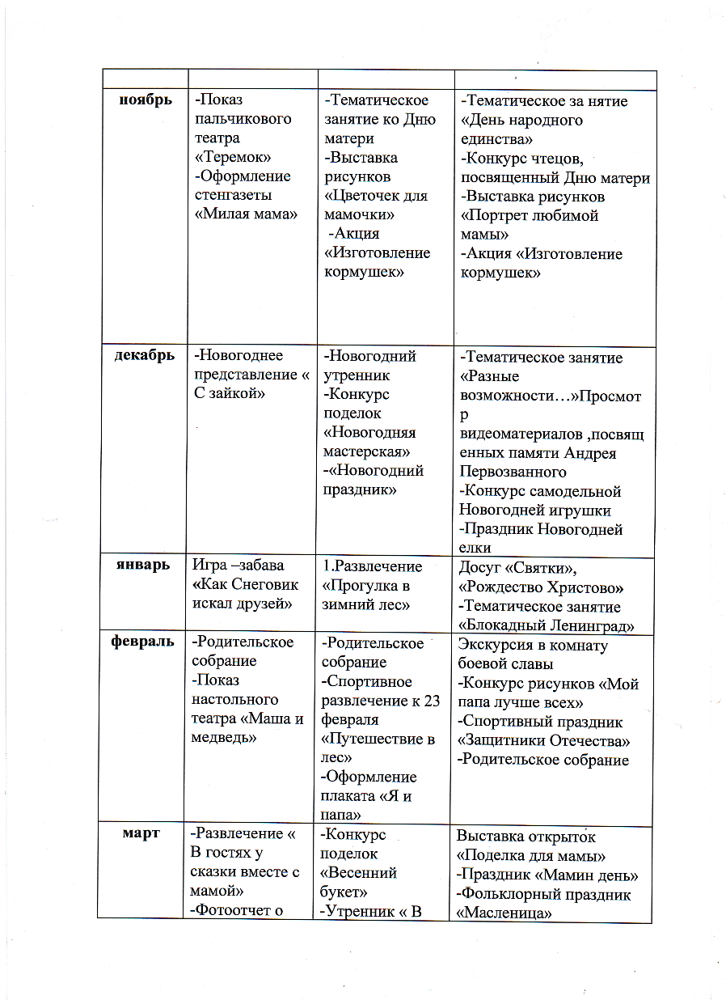 ноябрь
-Показ
пальчикового
театра
«Теремок»
-Оформление
стенгазеты
«Милая мама»
-Тематическое
занятие ко Дню
матери
-Выставка
рисунков
«Цветочек для
мамочки»
-Акция
«Изготовление
кормушек»
-Тематическое за нятие
«День народного
единства»
-Конкурс чтецов,
посвященный Дню матери
-Выставка рисунков
«Портрет любимой
мамы»
-Акция «Изготовление
кормушек»
декабрь
-Новогоднее
представление «
С зайкой»
-Новогодний
утренник
-Конкурс
поделок
«Новогодняя
мастерская»
-«Новогодний
праздник»
-Тематическое занятие
«Разные
возможности…»Просмот
р
видеоматериалов ,посвящ
енных памяти Андрея
Первозванного
-Конкурс самодельной
Новогодней игрушки
-Праздник Новогодней
елки
январь
Игра –забава
«Как Снеговик
искал друзей»
1.Развлечение
«Прогулка в
зимний лес»
Досуг «Святки»,
«Рождество Христово»
-Тематическое занятие
«Блокадный Ленинград»
февраль
-Родительское
собрание
-Показ
настольного
театра «Маша и
медведь»
-Родительское
собрание
-Спортивное
развлечение к 23
февраля
«Путешествие в
лес»
-Оформление
плаката «Я и
папа»
Экскурсия в комнату
боевой славы
-Конкурс рисунков «Мой
папа лучше всех»
-Спортивный праздник
«Защитники Отечества»
-Родительское собрание
март
-Развлечение «
В гостях у
сказки вместе с
мамой»
-Фотоотчет о
-Конкурс
поделок
«Весенний
букет»
-Утренник « В
Выставка открыток
«Поделка для мамы»
-Праздник «Мамин день»
-Фольклорный праздник
«Масленица»